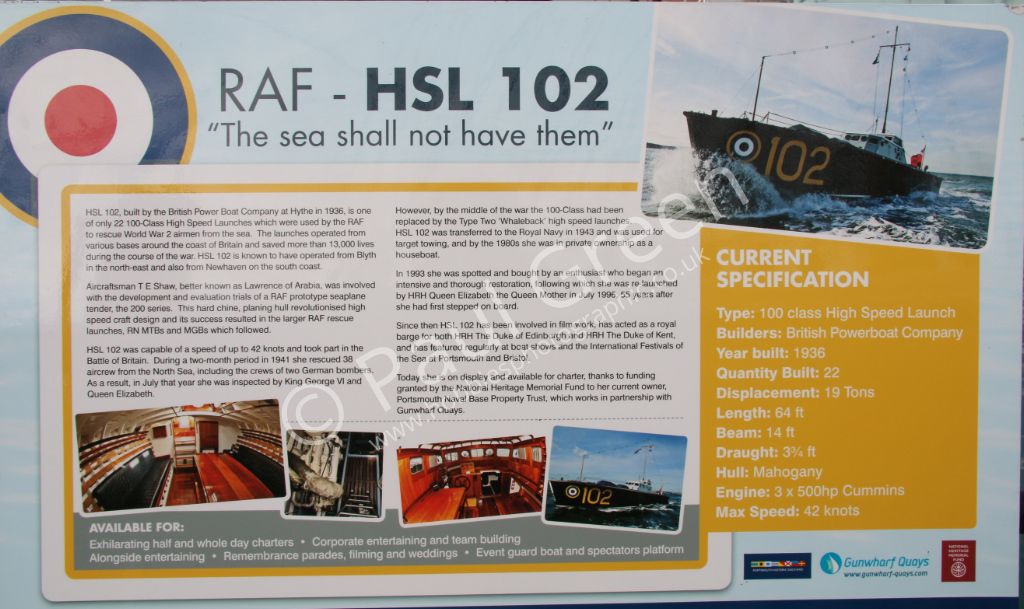 RAF - HSL 102
"The sea shall not have them"
102
HSL 102, built by the British Power Boat Company at Hythe in 1936, is one
of only 22 100-Class High Speed Launches which were used by the RAF
to rescue World War 2 airmen from the sea. The launches operated from
various bases around the coast of Britain and saved more than 13,000 lives
during the course of the war. HSL 102 is known to have operated from Blyth
in the north-east and also from Newhaven on the south coast.
Aircraftsman T E Shaw, better known as Lawrence of Arabia, was involved
with the development and evaluation trials of a RAF prototype seaplane
tender, the 200 series. This hard chine, planing hull revolutionised high
speed craft design and its success resulted in the larger RAF rescue
launches, RN MTBs and MGBs which followed.
HSL 102 was capable of a speed of up to 42 knots and took part in the
Battle of Britain. During a two-month period in 1941 she rescued 38
aircrew from the North Sea, including the crews of two German bombers.
As a result, in July that year she was inspected by King George VI and
Queen Elizabeth.
However, by the middle of the war the 100-Class had been
replaced by the Type Two 'Whaleback' high speed launches.
HSL 102 was transferred to the Royal Navy in 1943 and was used for
target towing, and by the 1980s she was in private ownership as a
houseboat.
In 1993 she was spotted and bought by an enthusiast who began an
intensive and thorough restoration, following which she was re-launched
by HRH Queen Elizabeth the Queen Mother in July 1996, 55 years after
she had first stepped on board.
Since then HSL 102 has been involved in film work, has acted as a royal
barge for both HRH The Duke of Edinburgh and HRH The Duke of Kent,
and has featured regularly at boat shows and the International Festivals of
the Sea at Portsmouth and Bristol.
Today she is on display and available for charter, thanks to funding
granted by the National Heritage Memorial Fund to her current owner,
Portsmouth Naval Base Property Trust, which works in partnership with
Gunwharf Quays.
CURRENT
SPECIFICATION
Type: 100 class High Speed Launch
Builders: British Powerboat Company
Year built: 1936
Quantity Built: 22
Displacement: 19 Tons
Length: 64 ft
Beam: 14 ft
Draught: 3¾ ft
Hull: Mahogany
Engine: 3 x 500hp Cummins
Max Speed: 42 knots
102
AVAILABLE FOR:
Exhilarating half and whole day charters • Corporate entertaining and team building
Alongside entertaining • Remembrance parades, filming and weddings • Event guard boat and spectators platform
PORTSMOUTH HISTORIC DOCKYARD
Gunwharf Quays
www.gunwharf-quays.com
NATIONAL
HERITAGE
MEMORIAL
FUND
© Paul Green